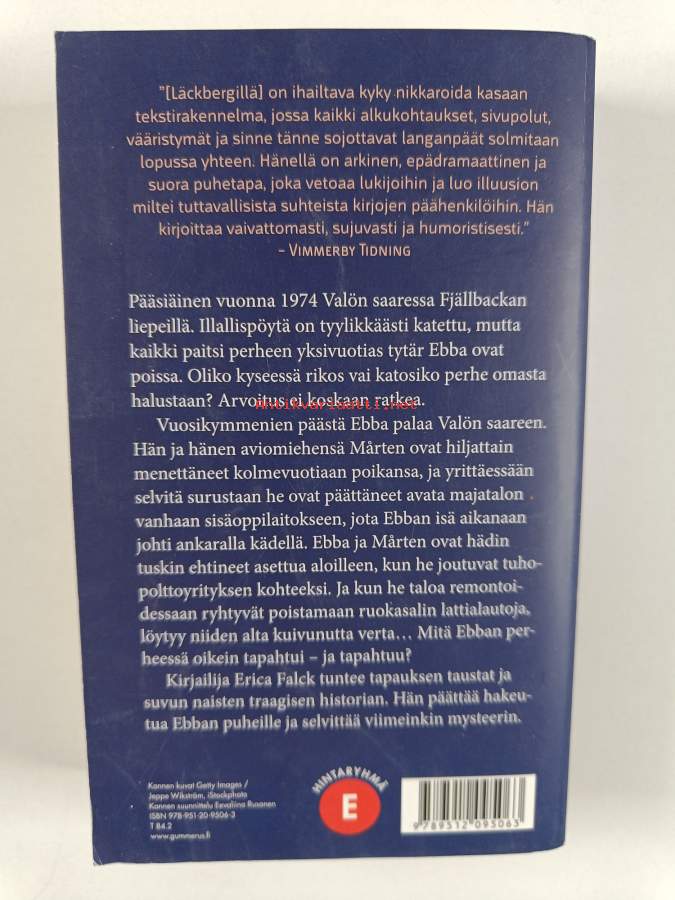 "[Läckbergillä] on ihailtava kyky nikkaroida kasaan
tekstirakennelma, jossa kaikki alkukohtaukset, sivupolut,
vääristymät ja sinne tänne sojottavat langanpäät solmitaan
lopussa yhteen. Hänellä on arkinen, epädramaattinen ja
suora puhetapa, joka vetoaa lukijoihin ja luo illuusion
miltei tuttavallisista suhteista kirjojen päähenkilöihin. Hän
kirjoittaa vaivattomasti, sujuvasti ja humoristisesti."
– Vimmerby Tidning
Pääsiäinen vuonna 1974 Valön saaressa Fjällbackan
liepeillä. Illallispöytä on tyylikkäästi katettu, mutta
kaikki paitsi perheen yksivuotias tytär Ebba ovat
poissa. Oliko kyseessä rikos vai katosiko perhe omasta
halustaan? Arvoitus ei koskaan ratkea.
Antikvariaatti.net
Vuosikymmenien päästä Ebba palaa Valön saareen.
Hän ja hänen aviomiehensä Mårten ovat hiljattain
menettäneet kolmevuotiaan poikansa, ja yrittäessään
selvitä surustaan he ovat päättäneet avata majatalon
vanhaan sisäoppilaitokseen, jota Ebban isä aikanaan
johti ankaralla kädellä. Ebba ja Mårten ovat hädin
tuskin ehtineet asettua aloilleen, kun he joutuvat tuho-
polttoyrityksen kohteeksi. Ja kun he taloa remontoi-
dessaan ryhtyvät poistamaan ruokasalin lattialautoja,
löytyy niiden alta kuivunutta verta… Mitä Ebban per-
heessä oikein tapahtui – ja tapahtuu?
Kirjailija Erica Falck tuntee tapauksen taustat ja
suvun naisten traagisen historian. Hän päättää hakeu-
tua Ebban puheille ja selvittää viimeinkin mysteerin.
Kannen kuvat Getty Images /
Jeppe Wikström, iStockphoto
Kannen suunnittelu Eevaliina Rusanen
ISBN 978-951-20-9506-3
T 84.2
www.gummerus.fi
HINTARYHMÄ
E
9 789512 095063